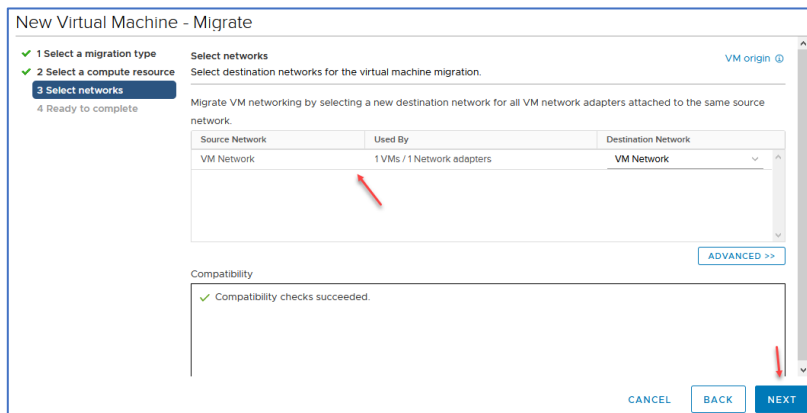 New Virtual Machine - Migrate
1 Select a migration type
2 Select a compute resource
3 Select networks
4 Ready to complete
Select networks
VM origin
Select destination networks for the virtual machine migration.
Migrate VM networking by selecting a new destination network for all VM network adapters attached to the same source
network.
Source Network Used By Destination Network
VM Network 1 VMs / 1 Network adapters VM Network
ADVANCED >>
Compatibility
Compatibility checks succeeded.
CANCEL BACK NEXT